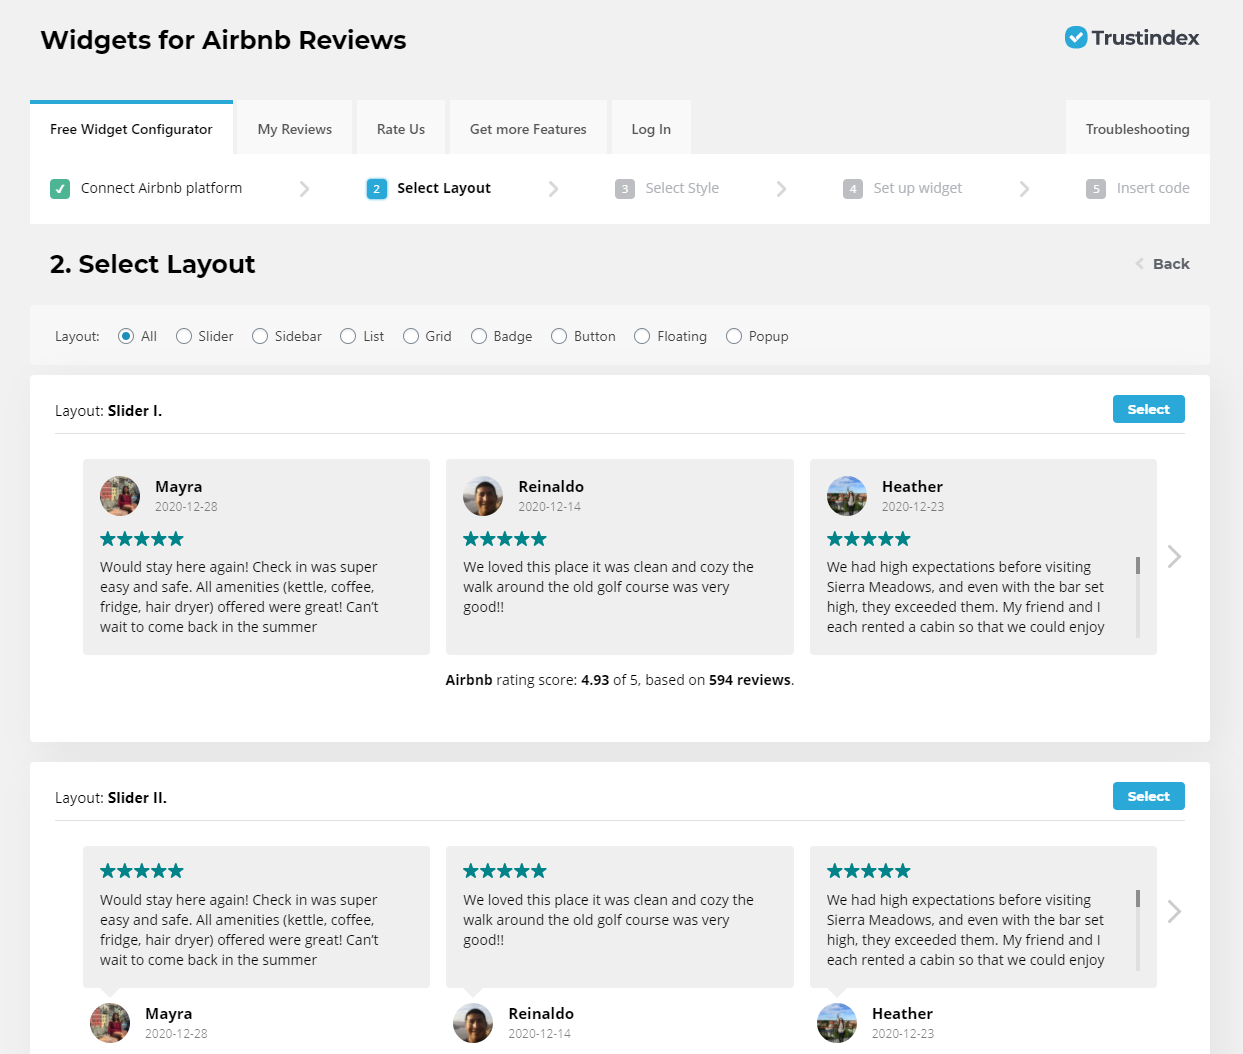 Widgets for Airbnb Reviews
Trustindex
Free Widget Configurator
My Reviews
Rate Us
Get more Features
Log In
Troubleshooting
Connect Airbnb platform
2 Select Layout
3 Select Style
4 Set up widget
5 Insert code
2. Select Layout
Back
Layout: All Slider Sidebar List Grid Badge Button Floating Popup
Layout: Slider I.
Select
Mayra
2020-12-28
Would stay here again! Check in was super
easy and safe. All amenities (kettle, coffee,
fridge, hair dryer) offered were great! Can't
wait to come back in the summer
Reinaldo
2020-12-14
We loved this place it was clean and cozy the
walk around the old golf course was very
good!!
Heather
2020-12-23
We had high expectations before visiting
Sierra Meadows, and even with the bar set
high, they exceeded them. My friend and I
each rented a cabin so that we could enjoy
Airbnb rating score: 4.93 of 5, based on 594 reviews.
Layout: Slider II.
Select
Would stay here again! Check in was super
easy and safe. All amenities (kettle, coffee,
fridge, hair dryer) offered were great! Can't
wait to come back in the summer
Mayra
2020-12-28
We loved this place it was clean and cozy the
walk around the old golf course was very
good!!
Reinaldo
2020-12-14
We had high expectations before visiting
Sierra Meadows, and even with the bar set
high, they exceeded them. My friend and I
each rented a cabin so that we could enjoy
Heather
2020-12-23